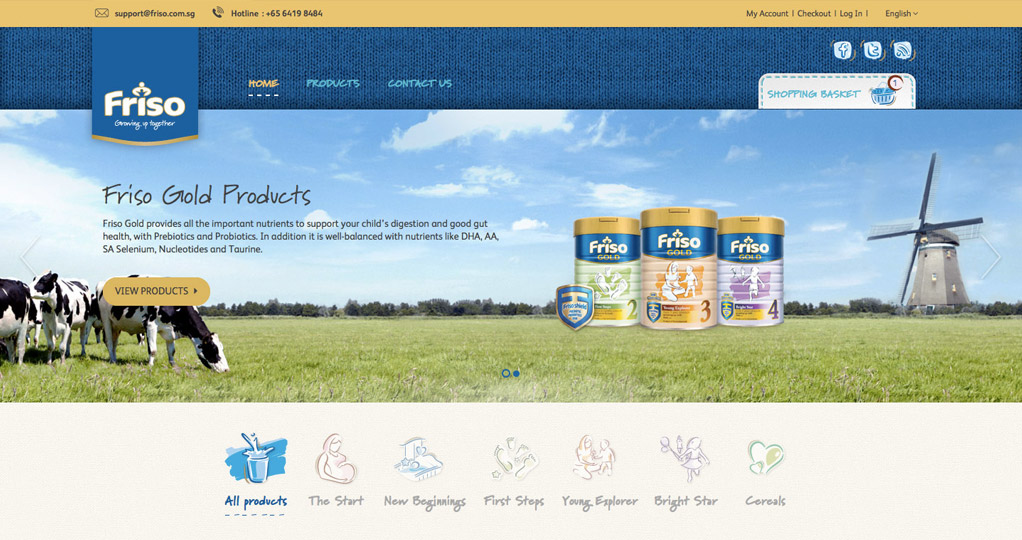 support@friso.com.sg
Hotline : +65 6419 8484
My Account | Checkout | Log In |
English
Friso
Growing up together
HOME
PRODUCTS
CONTACT US
1
SHOPPING BASKET
Friso Gold Products
Friso Gold provides all the important nutrients to support your child's digestion and good gut
health, with Prebiotics and Probiotics. In addition it is well-balanced with nutrients like DHA, AA,
SA Selenium, Nucleotides and Taurine.
VIEW PRODUCTS
Friso
GOLD
2
Friso
GOLD
Young Explorer
3
Friso
GOLD
Bright Star
4
All products
The Start
New Beginnings
First Steps
Young Explorer
Bright Star
Cereals